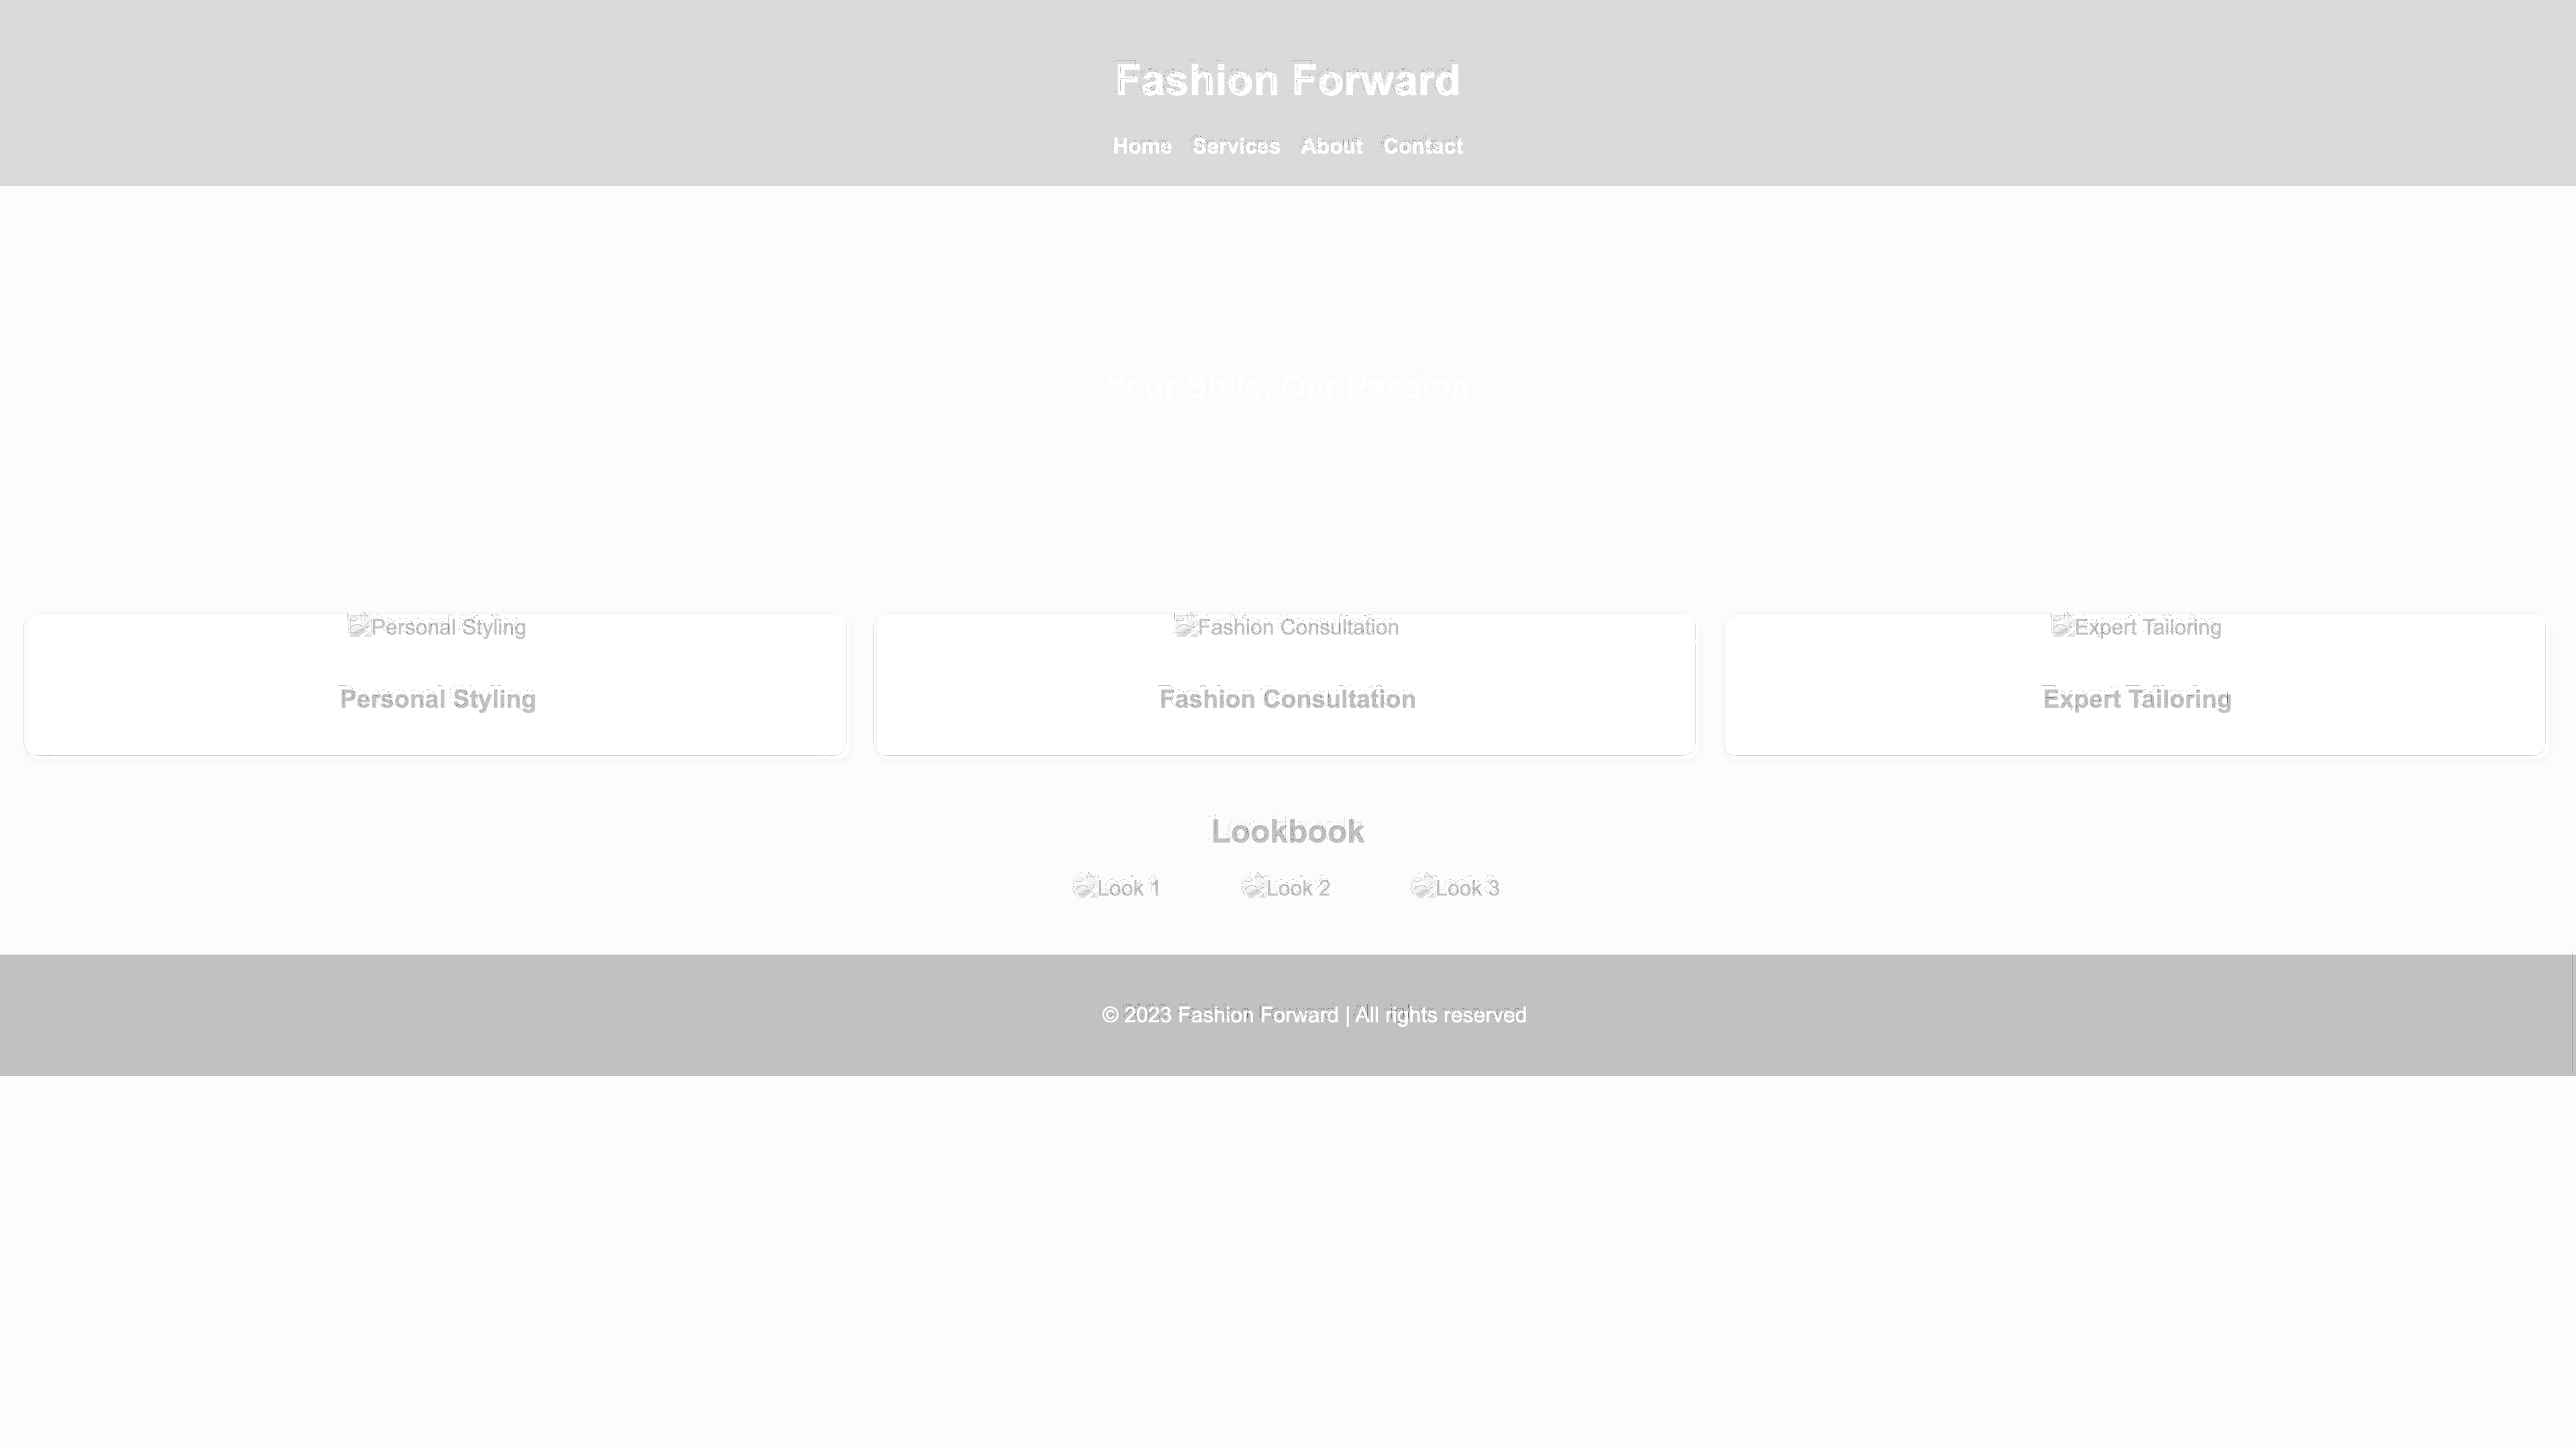 Fashion Forward
Home Services About Contact
Your Style, Our Passion
Personal Styling Fashion Consultation Expert Tailoring
Personal Styling Fashion Consultation Expert Tailoring
Lookbook
Look 1 Look 2 Look 3
© 2023 Fashion Forward | All rights reserved